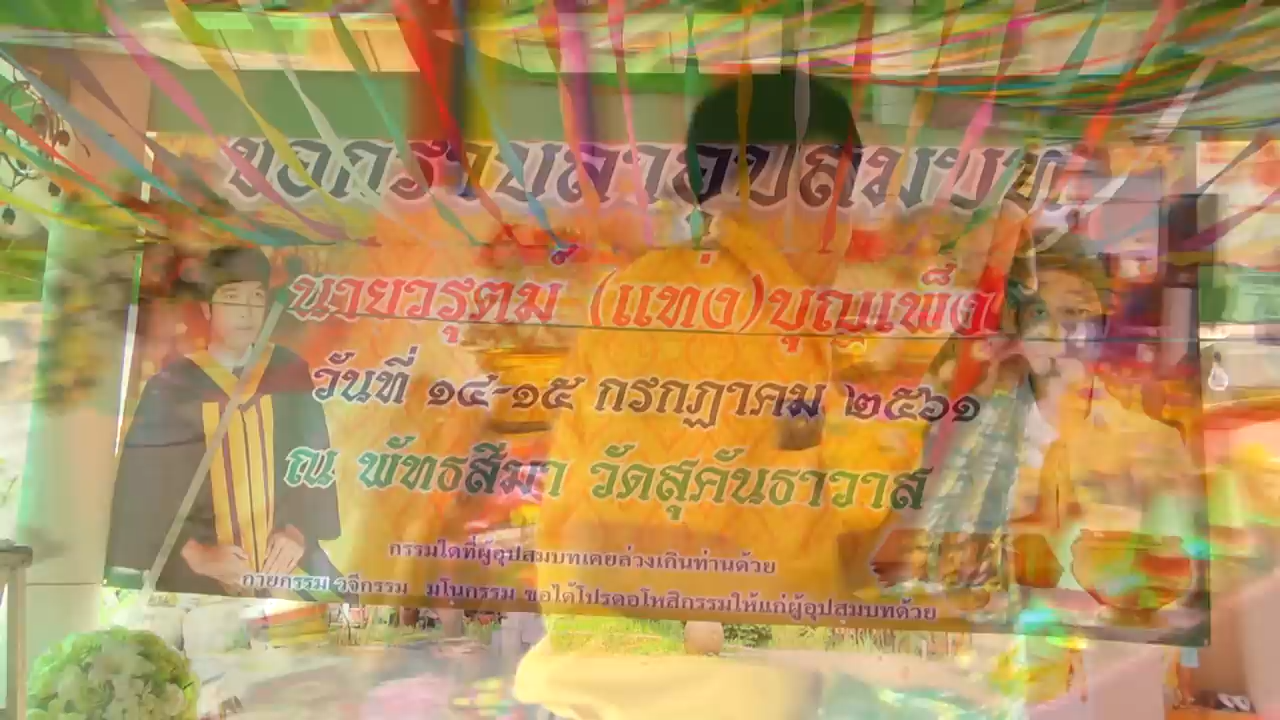 ขอกราบลาอุปสมบท
นายวรุตม์ (แท่ง) บุญเพ็ง
วันที่ ๑๔-๑๕ กรกฎาคม ๒๕๖๑
ณ พัทธสีมา วัดสุคันธาวาส
กรรมใดที่ผู้อุปสมบทเคยล่วงเกินท่านด้วย
กายกรรม วจีกรรม มโนกรรม ขอได้โปรดอโหสิกรรมให้แก่ผู้อุปสมบทด้วย